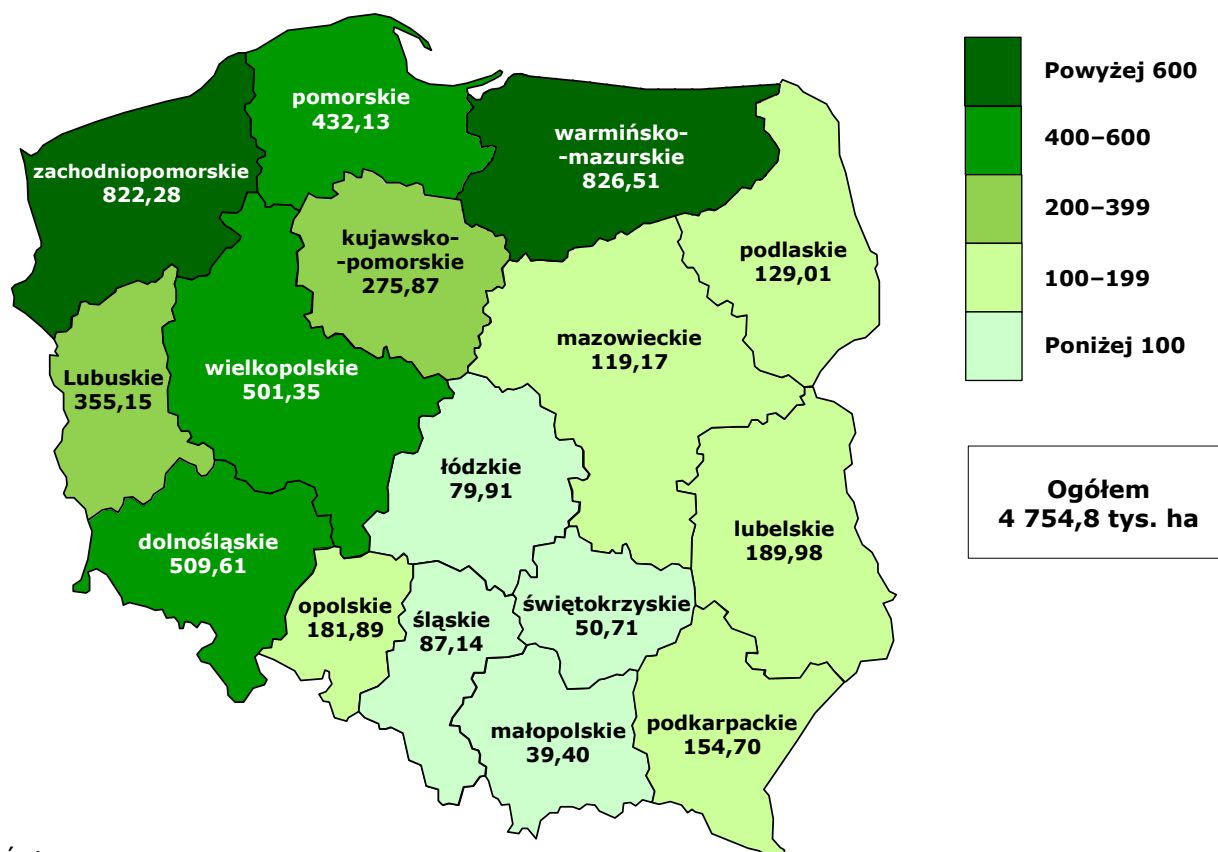 pomorskie
432,13
warmińsko-
-mazurskie
826,51
zachodniopomorskie
822,28
kujawsko-
-pomorskie
275,87
podlaskie
129,01
mazowieckie
119,17
Lubuskie
355,15
wielkopolskie
501,35
łódzkie
79,91
lubelskie
189,98
dolnośląskie
509,61
opolskie
181,89
śląskie
87,14
świętokrzyskie
50,71
małopolskie
39,40
podkarpackie
154,70
Powyżej 600
400–600
200–399
100–199
Poniżej 100
Ogółem
4 754,8 tys. ha